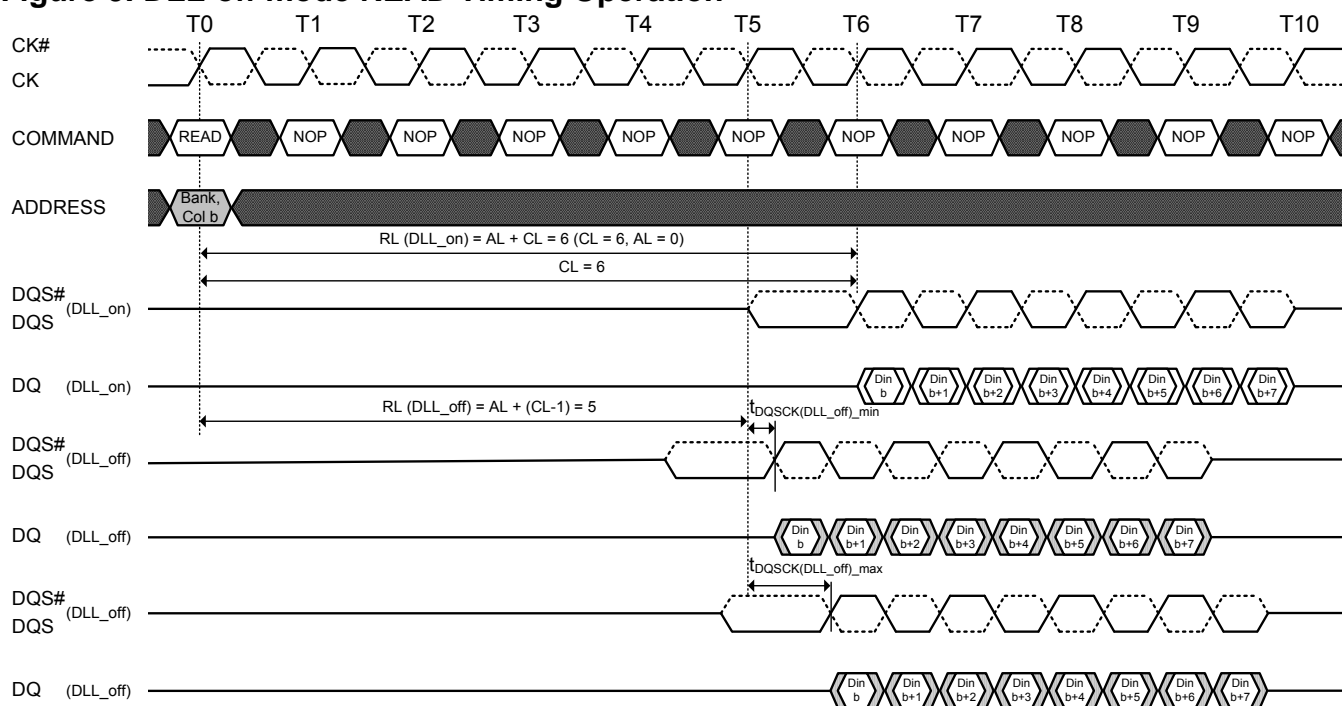 Figure 6. DLL-off mode READ Timing Operation
T0 T1 T2 T3 T4 T5 T6 T7 T8 T9 T10
CK#
CK
COMMAND READ NOP NOP NOP NOP NOP NOP NOP NOP NOP NOP
ADDRESS Bank,
Col b
RL (DLL_on) = AL + CL = 6 (CL = 6, AL = 0)
CL = 6
DQS# (DLL_on)
DQS
DQ (DLL_on) Din b Din b+1 Din b+2 Din b+3 Din b+4 Din b+5 Din b+6 Din b+7
RL (DLL_off) = AL + (CL-1) = 5
tDQSCK(DLL_off)_min
DQS# (DLL_off)
DQS
DQ (DLL_off) Din b Din b+1 Din b+2 Din b+3 Din b+4 Din b+5 Din b+6 Din b+7
tDQSCK(DLL_off)_max
DQS# (DLL_off)
DQS
DQ (DLL_off) Din b Din b+1 Din b+2 Din b+3 Din b+4 Din b+5 Din b+6 Din b+7